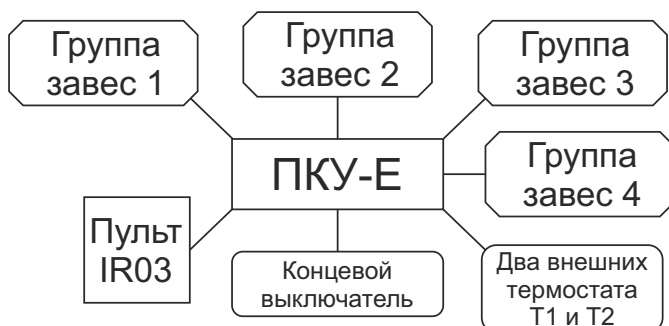 Группа
завес 1
Группа
завес 2
Группа
завес 3
ПКУ-Е
Группа
завес 4
Пульт
IR03
Концевой
выключатель
Два внешних
термостата
Т1 и Т2